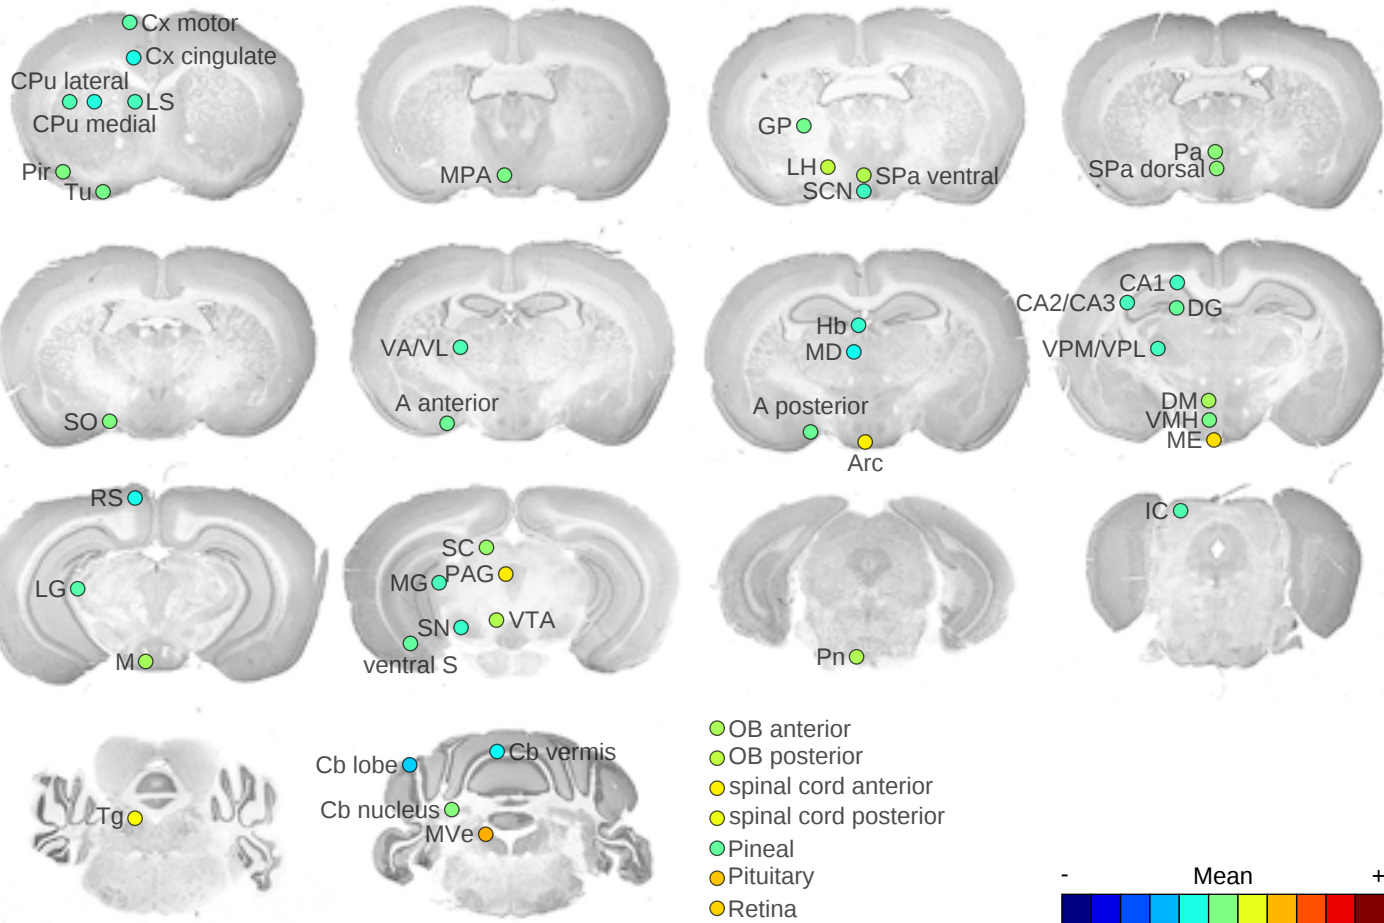 Cx motor
Cx cingulate
CPu lateral
LS
CPu medial
Pir
Tu
MPA
GP
LH
SPa ventral
SCN
Pa
SPa dorsal
SO
VA/VL
A anterior
Hb
MD
A posterior
Arc
CA1
CA2/CA3
DG
VPM/VPL
DM
VMH
ME
RS
LG
M
SC
MG
PAG
SN
VTA
ventral S
Pn
IC
Tg
Cb lobe
Cb vermis
Cb nucleus
MVe
OB anterior
OB posterior
spinal cord anterior
spinal cord posterior
Pineal
Pituitary
Retina
- Mean +